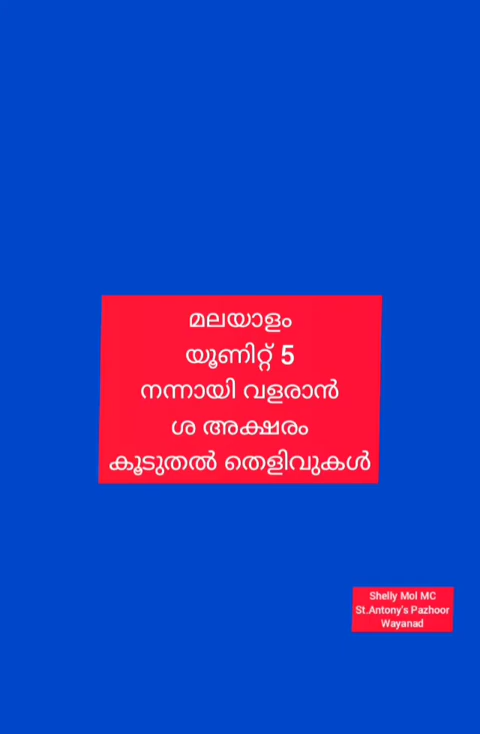 മലയാളം
യൂണിറ്റ് 5
നന്നായി വളരാൻ
ശ അക്ഷരം
കൂടുതൽ തെളിവുകൾ
Shelly Mol MC
St.Antony's Pazhoor
Wayanad